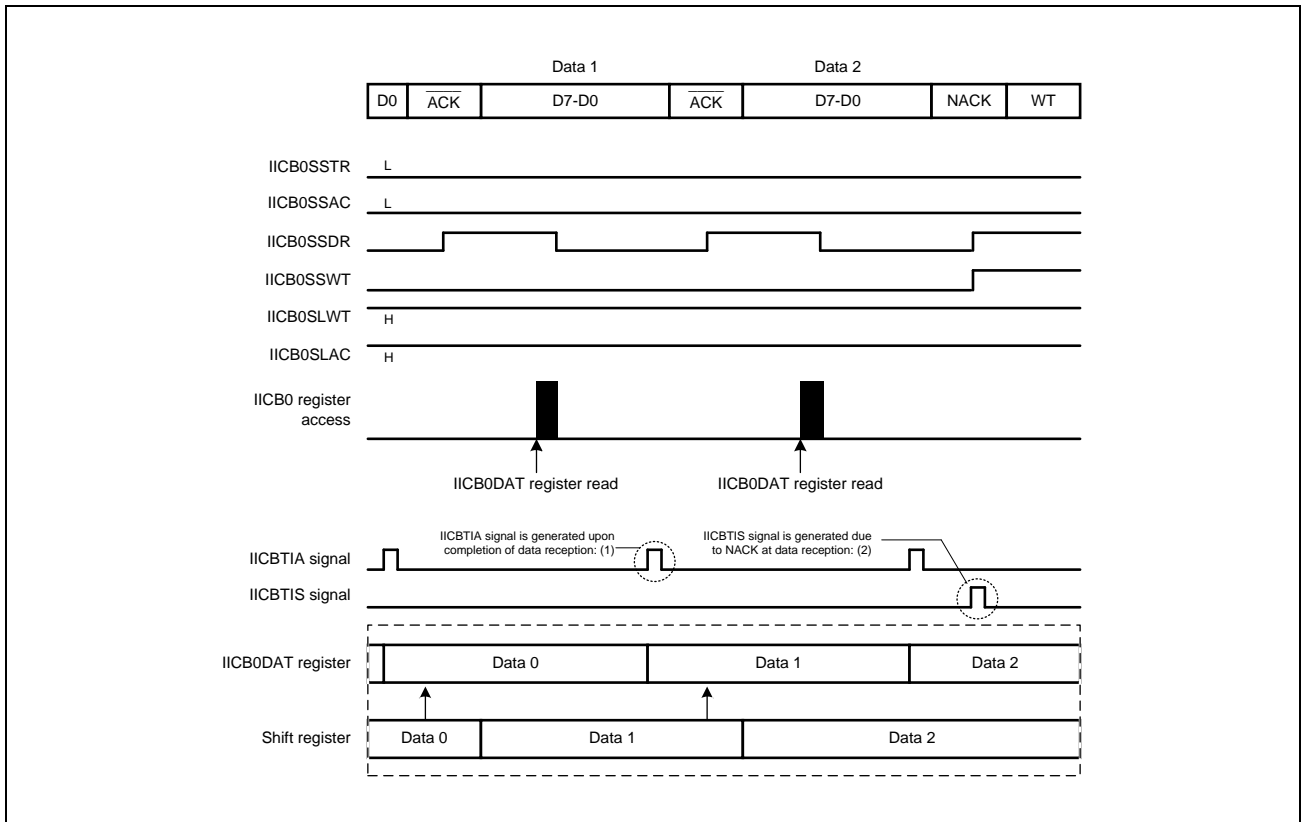 Data 1 Data 2
D0 ACK D7-D0 ACK D7-D0 NACK WT
IICB0SSTR L
IICB0SSAC L
IICB0SSDR
IICB0SSWT
IICB0SLWT H
IICB0SLAC H
IICB0 register
access
IICB0DAT register read IICB0DAT register read
IICBTIA signal is generated upon
completion of data reception: (1)
IICBTIS signal is generated due
to NACK at data reception: (2)
IICBTIA signal
IICBTIS signal
IICB0DAT register Data 0 Data 1 Data 2
Shift register Data 0 Data 1 Data 2